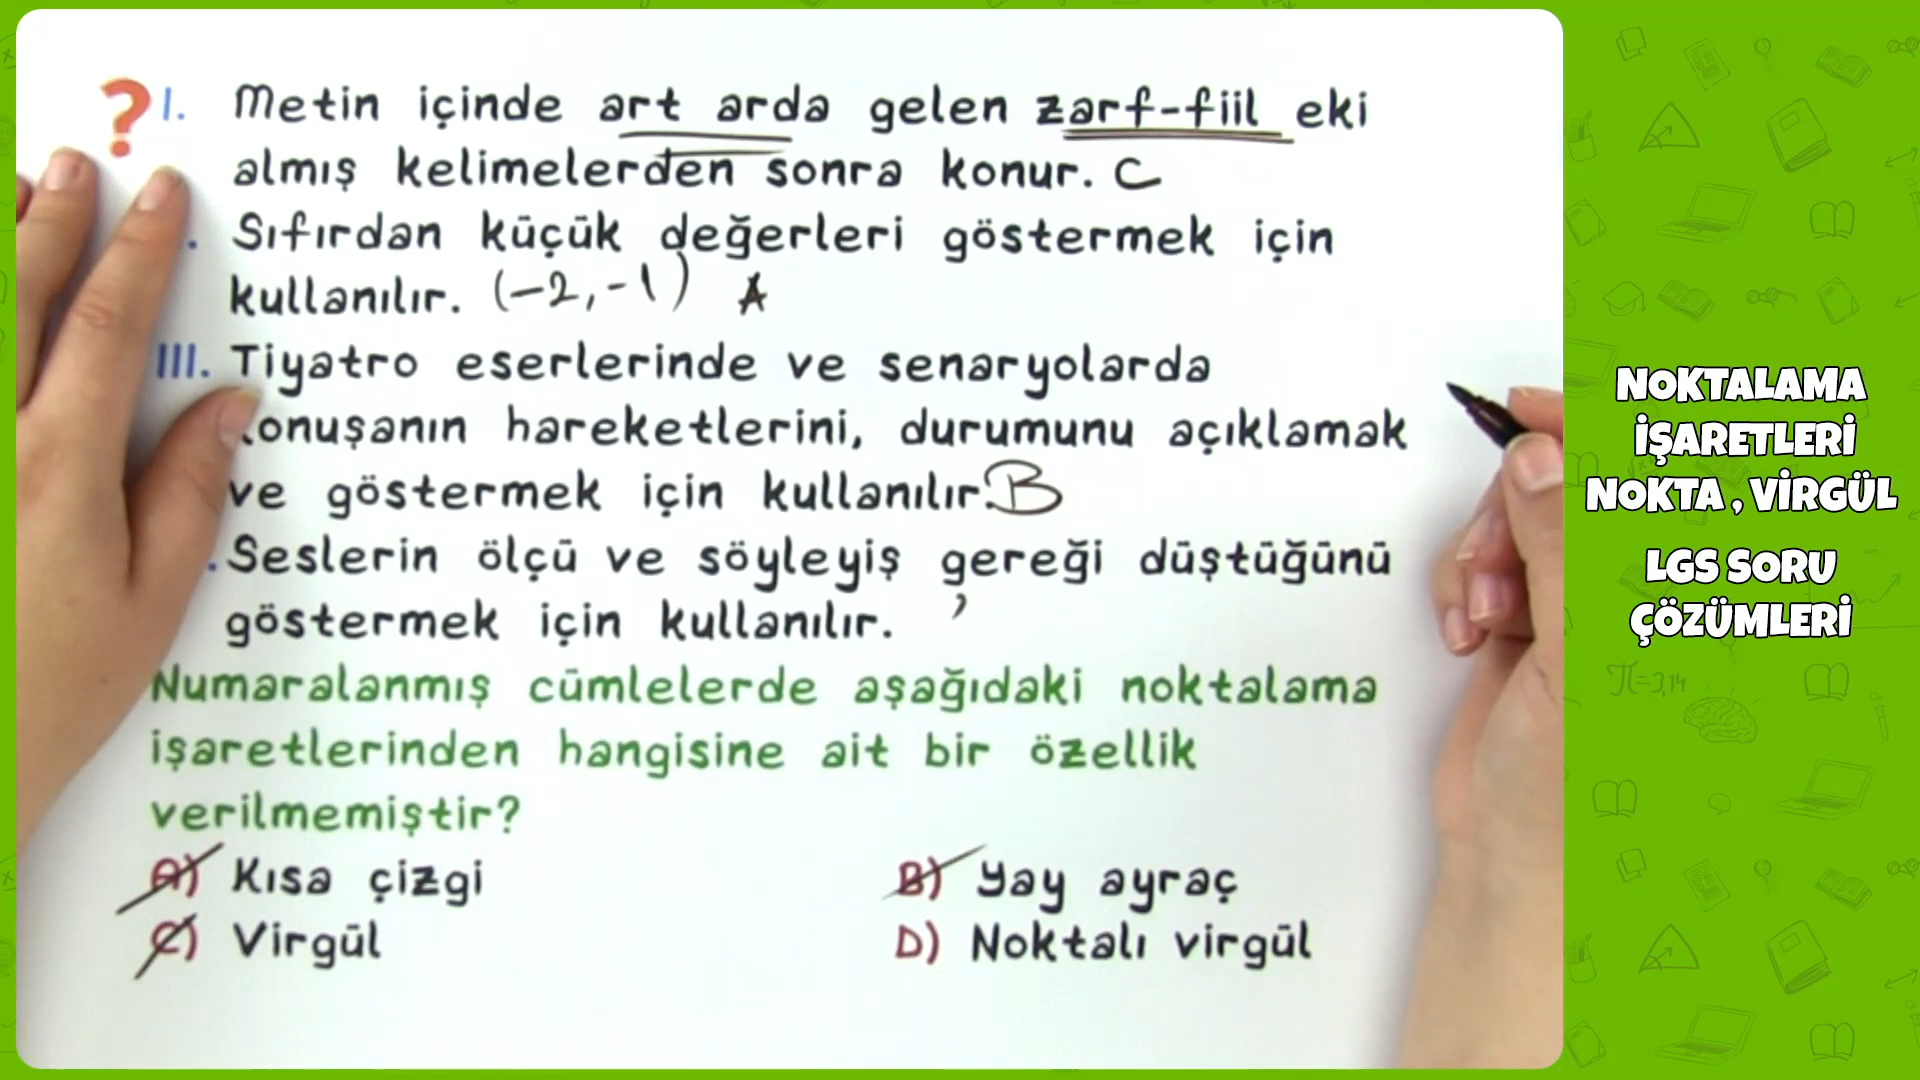 ? I. Metin içinde art arda gelen zarf-fiil eki
almış kelimelerden sonra konur. C
. Sıfırdan küçük değerleri göstermek için
kullanılır. (-2,-1) A
III. Tiyatro eserlerinde ve senaryolarda
onuşanın hareketlerini, durumunu açıklamak
ve göstermek için kullanılır. B
. Seslerin ölçü ve söyleyiş gereği düştüğünü
göstermek için kullanılır. ’
Numaralanmış cümlelerde aşağıdaki noktalama
işaretlerinden hangisine ait bir özellik
verilmemiştir?
A) Kısa çizgi
B) Yay ayraç
C) Virgül
D) Noktalı virgül
NOKTALAMA
İŞARETLERİ
NOKTA , VİRGÜL
LGS SORU
ÇÖZÜMLERİ
π=3,14